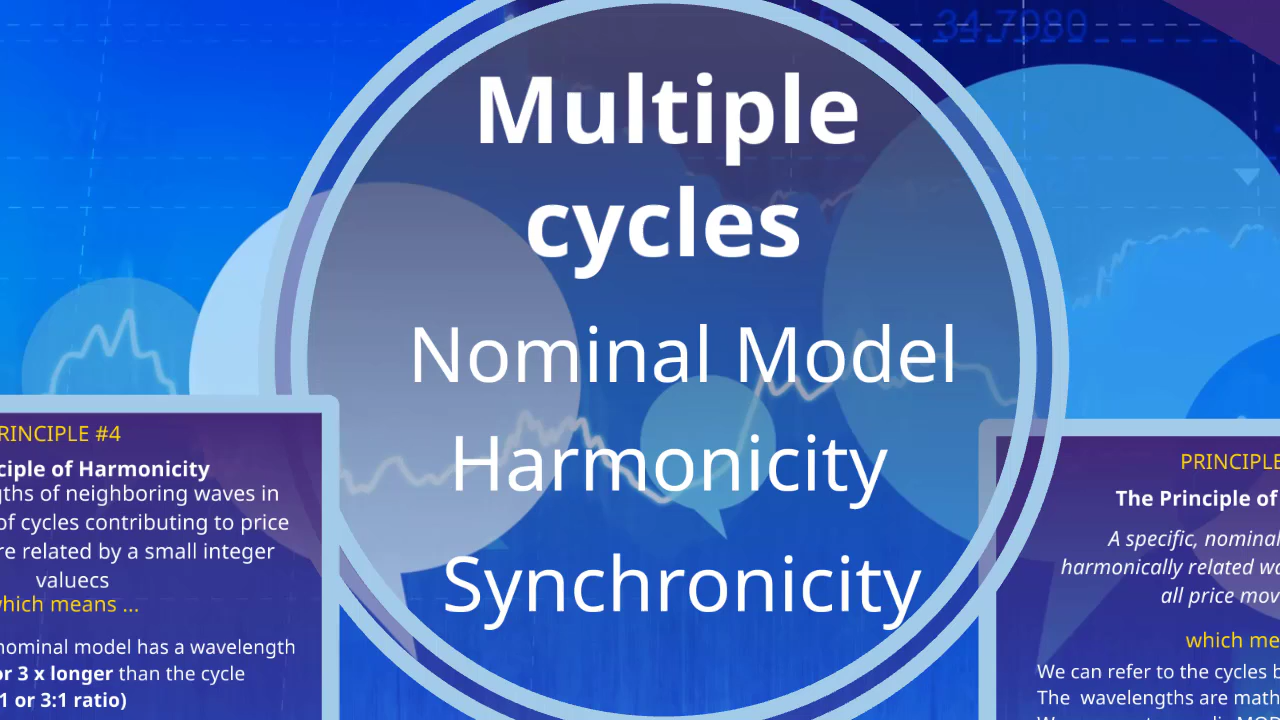 34.7980
Multiple
cycles
Nominal Model
Harmonicity
Synchronicity
RINCIPLE #4
ciple of Harmonicity
gths of neighboring waves in
of cycles contributing to price
re related by a small integer
valuecs
which means ...
nominal model has a wavelength
or 3 x longer than the cycle
1 or 3:1 ratio)
PRINCIPLE
The Principle of
A specific, nominal
harmonically related wa
all price mov
which me
We can refer to the cycles b
The wavelengths are math